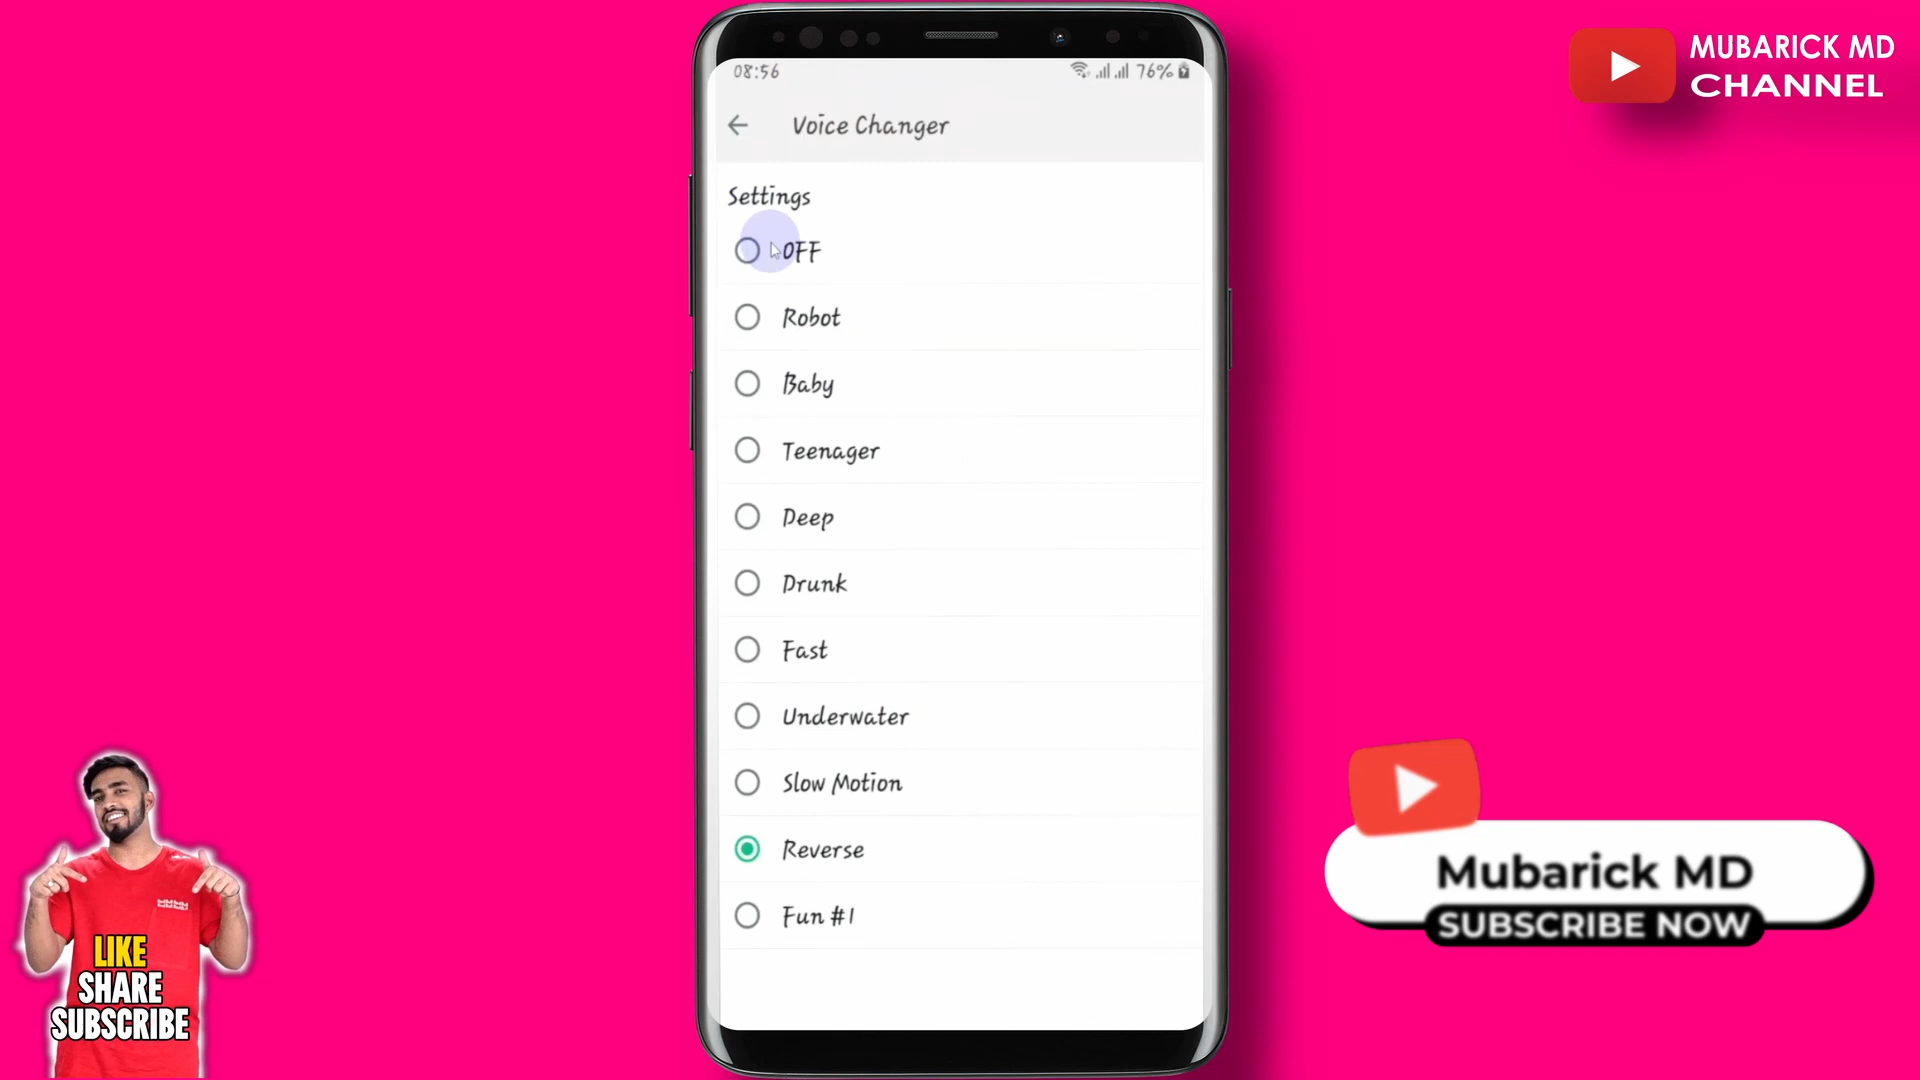 MUBARICK MD
CHANNEL
08:56
76%
Voice Changer
Settings
OFF
Robot
Baby
Teenager
Deep
Drunk
Fast
Underwater
Slow Motion
Reverse
Fun #1
LIKE
SHARE
SUBSCRIBE
Mubarick MD
SUBSCRIBE NOW